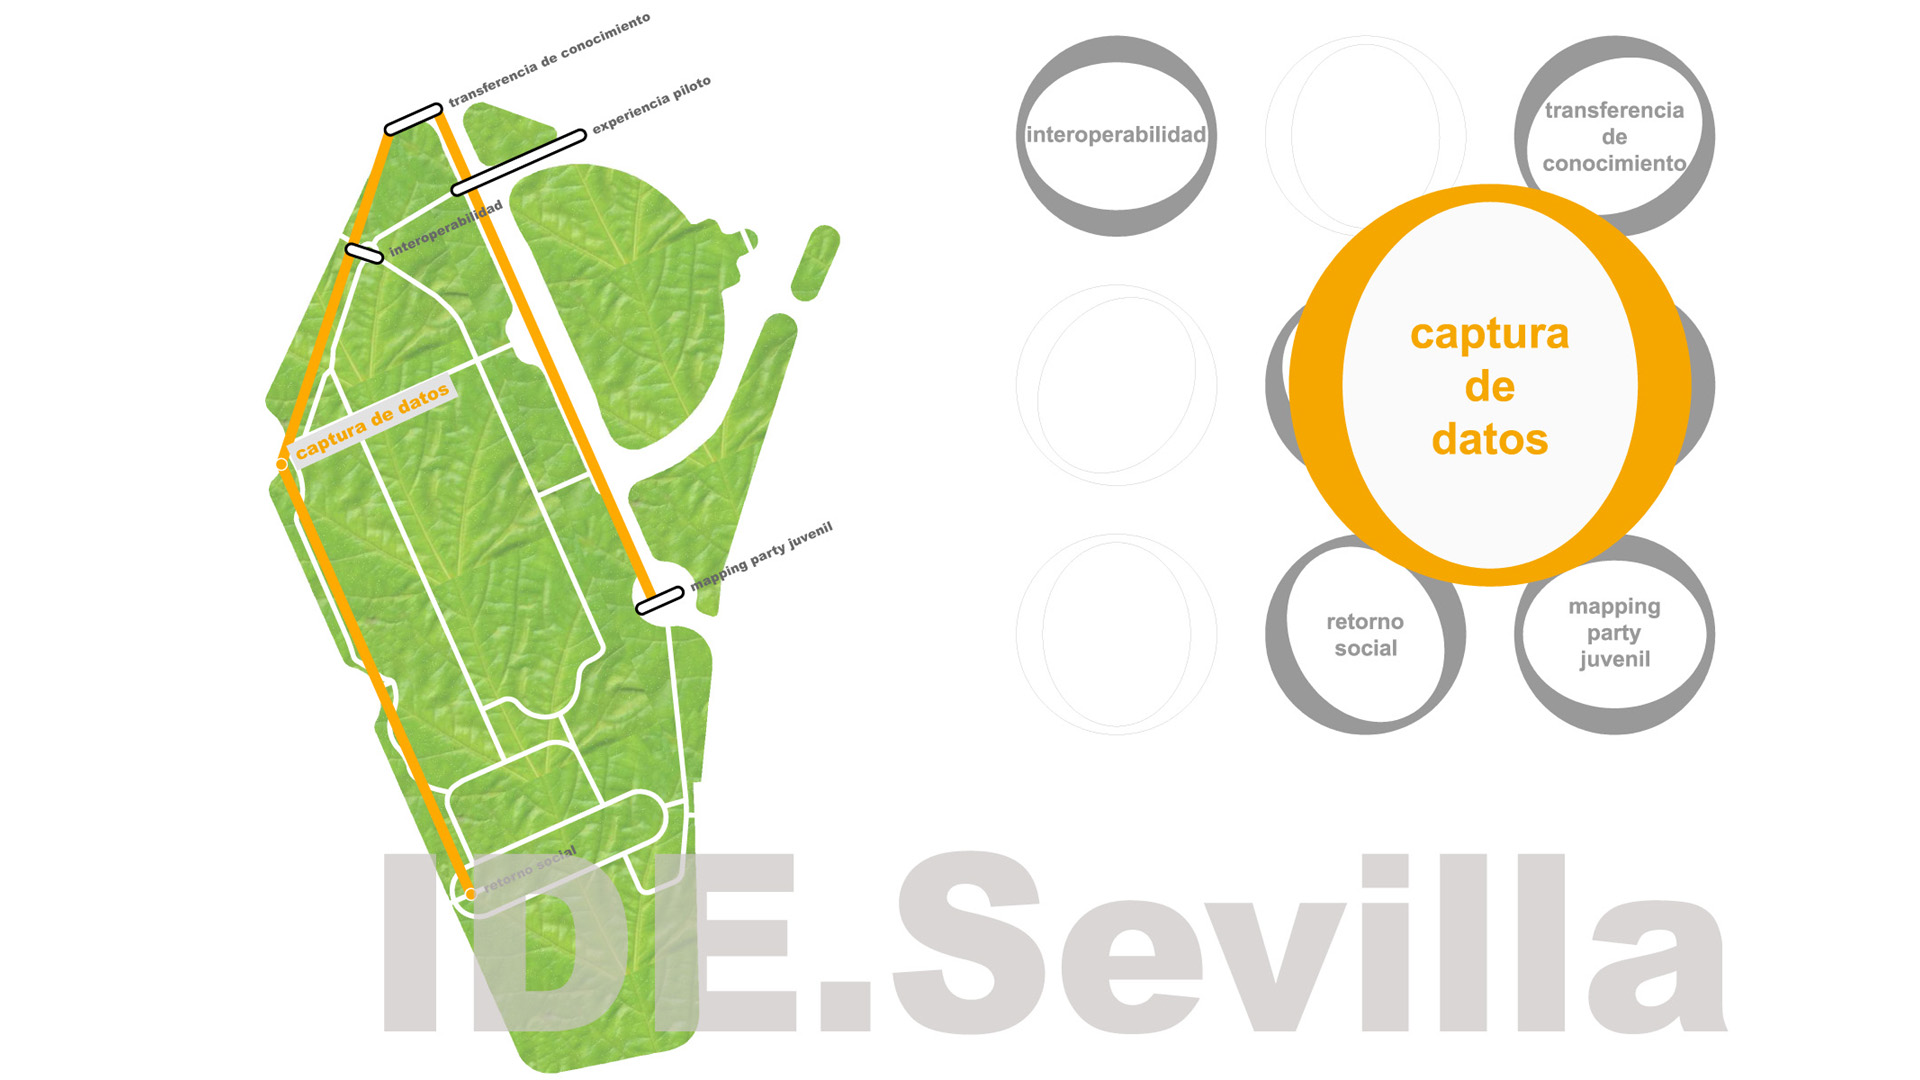 transferencia de conocimiento
experiencia piloto
interoperabilidad
captura de datos
mapping party juvenil
retorno social
interoperabilidad
transferencia
de
conocimiento
captura
de
datos
retorno
social
mapping
party
juvenil
IDE.Sevilla